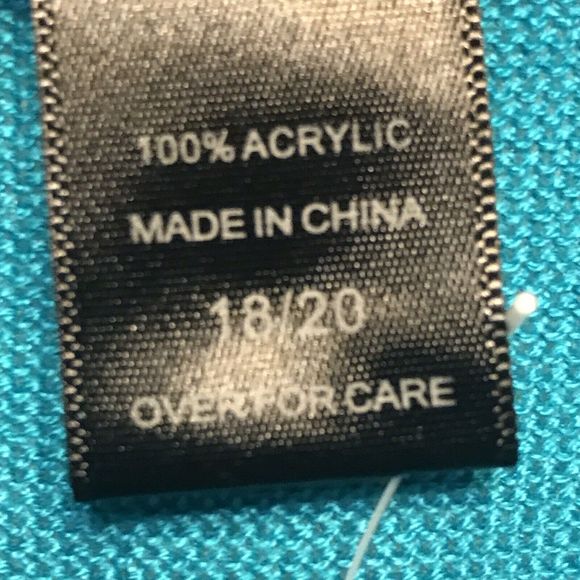 100% ACRYLIC
MADE IN CHINA
18/20
OVER FOR CARE